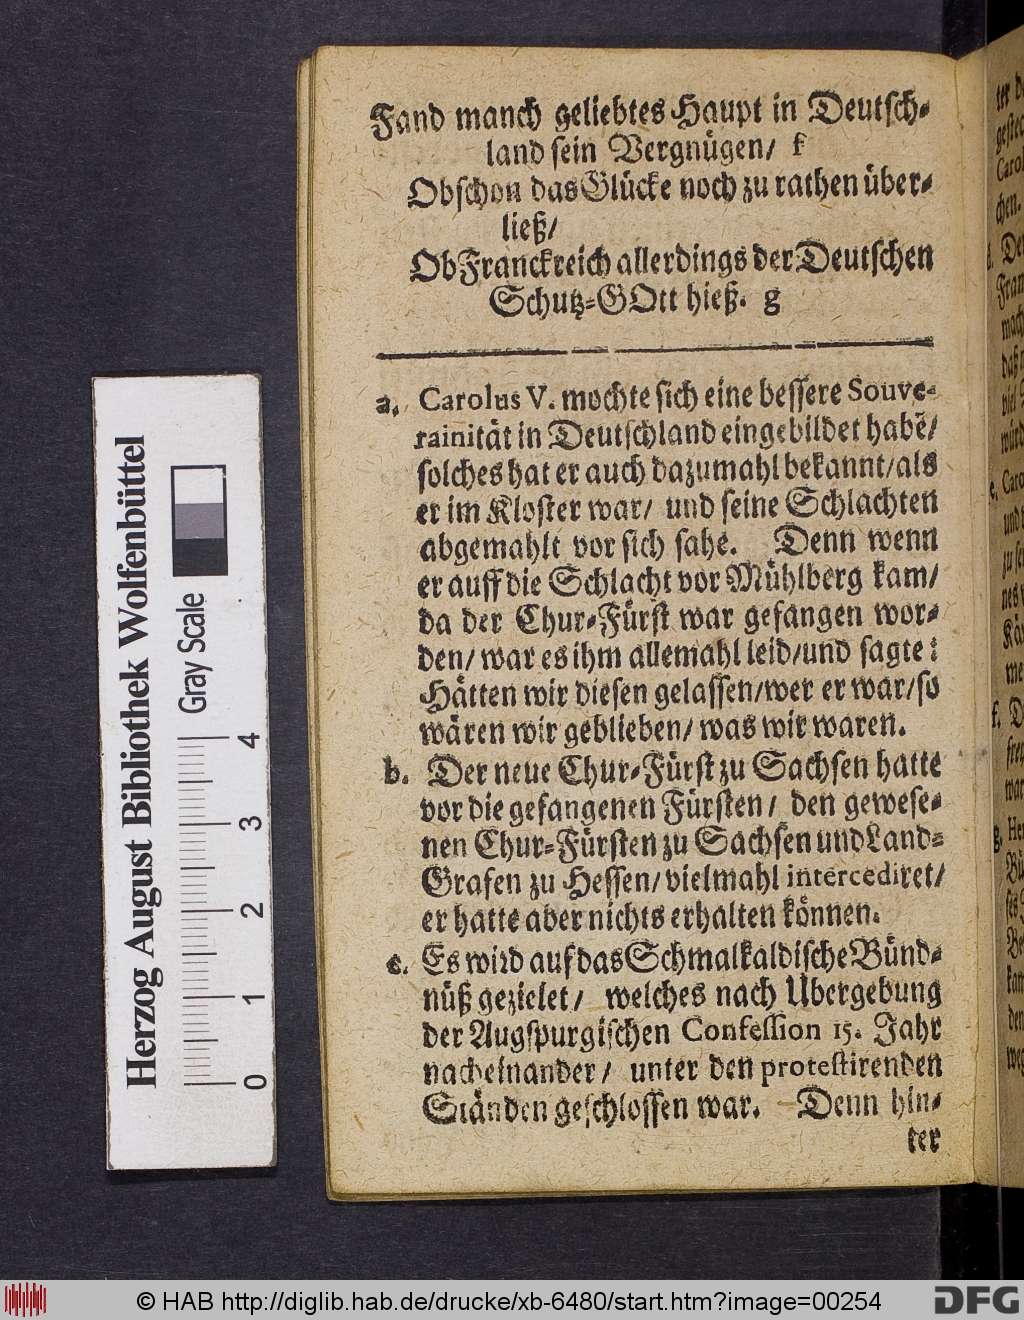 Fand manch geliebtes Haupt in Deutsch-
land sein Vergnügen/ f
Obschon das Glücke noch zu rathen über-
ließ/
Ob Franckreich allerdings der Deutschen
Schutz-GOtt hieß. g
a. Carolus V. mochte sich eine bessere Souve-
rainität in Deutschland eingebildet habẽ/
solches hat er auch dazumahl bekannt/als
er im Kloster war/ und seine Schlachten
abgemahlt vor sich sahe. Denn wenn
er auff die Schlacht vor Mühlberg kam/
da der Chur-Fürst war gefangen wor-
den/ war es ihm allemahl leid/und sagte:
Hätten wir diesen gelassen/wer er war/so
wären wir geblieben/ was wir waren.
b. Der neue Chur-Fürst zu Sachsen hatte
vor die gefangenen Fürsten/ den gewese-
nen Chur-Fürsten zu Sachsen und Land-
Grafen zu Hessen/ vielmahl intercediret/
er hatte aber nichts erhalten können.
c. Es wird auf das Schmalkaldische Bünd-
nüß gezielet/ welches nach Übergebung
der Augspurgischen Confession 15. Jahr
nacheinander/ unter den protestirenden
Ständen geschlossen war. Denn hin-
ter
Herzog August Bibliothek Wolfenbüttel
Gray Scale
0 1 2 3 4
© HAB http://diglib.hab.de/drucke/xb-6480/start.htm?image=00254
DFG